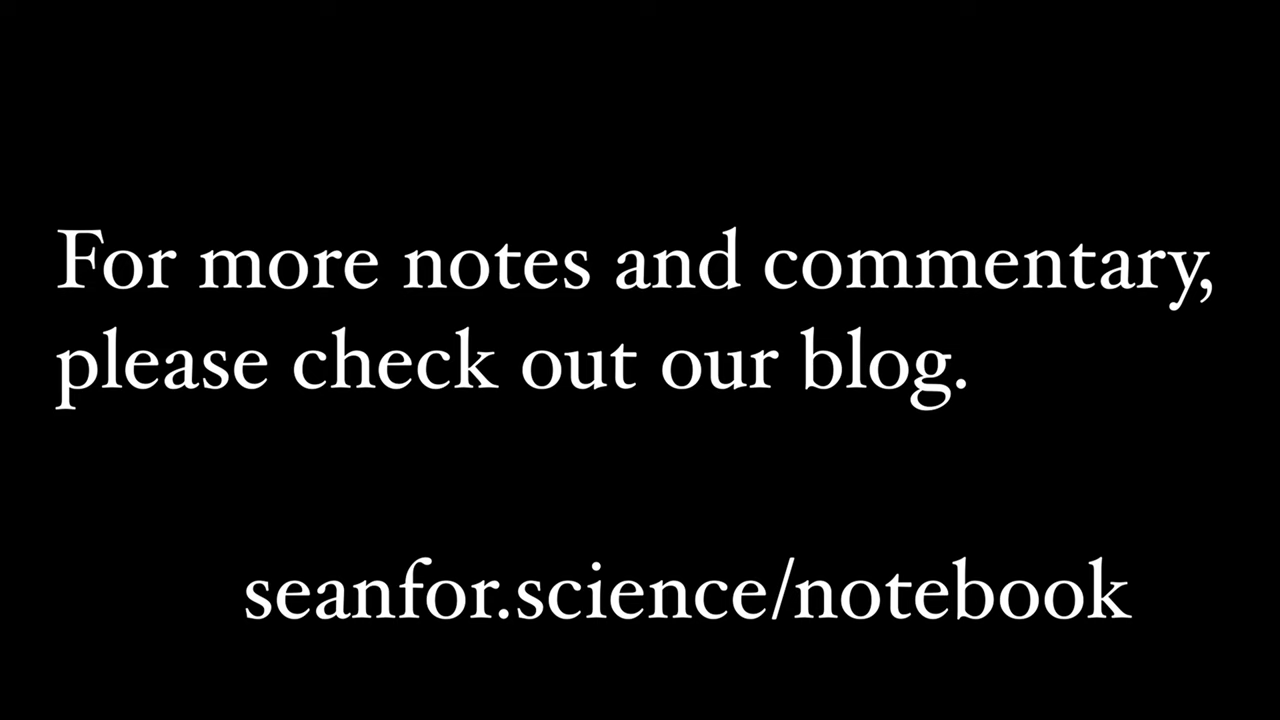 For more notes and commentary,
please check out our blog.
seanfor.science/notebook